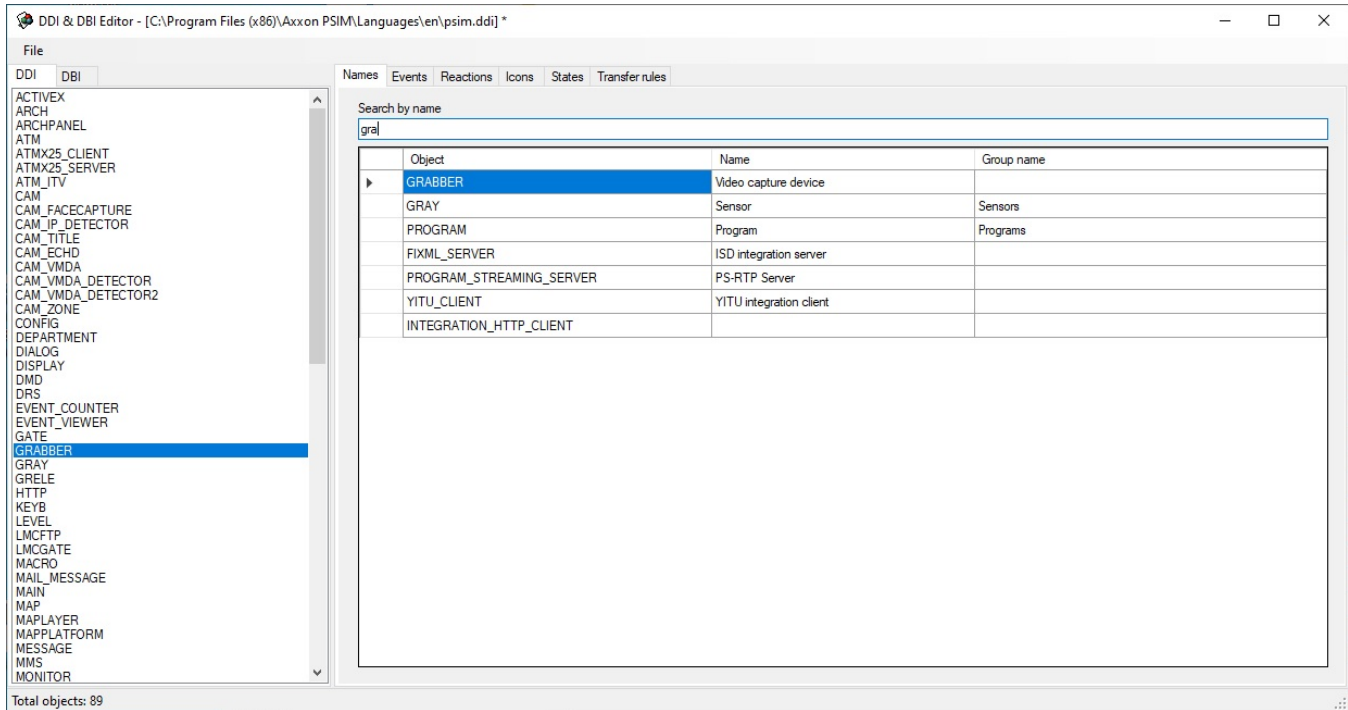 DDI & DBI Editor - [C:\Program Files (x86)\Axxon PSIM\Languages\en\psim.ddi] *
File
DDI DBI
ACTIVEX
ARCH
ARCHPANEL
ATM
ATMX25_CLIENT
ATMX25_SERVER
ATM_ITV
CAM
CAM_FACECAPTURE
CAM_IP_DETECTOR
CAM_TITLE
CAM_ECHD
CAM_VMDA
CAM_VMDA_DETECTOR
CAM_VMDA_DETECTOR2
CAM_ZONE
CONFIG
DEPARTMENT
DIALOG
DISPLAY
DMD
DRS
EVENT_COUNTER
EVENT_VIEWER
GATE
GRABBER
GRAY
GRELE
HTTP
KEYB
LEVEL
LMCFTP
LMCGATE
MACRO
MAIL_MESSAGE
MAIN
MAP
MAPLAYER
MAPPLATFORM
MESSAGE
MMS
MONITOR
Names Events Reactions Icons States Transfer rules
Search by name
gra
Object Name Group name
GRABBER Video capture device
GRAY Sensor Sensors
PROGRAM Program Programs
FIXML_SERVER ISD integration server
PROGRAM_STREAMING_SERVER PS-RTP Server
YITU_CLIENT YITU integration client
INTEGRATION_HTTP_CLIENT
Total objects: 89